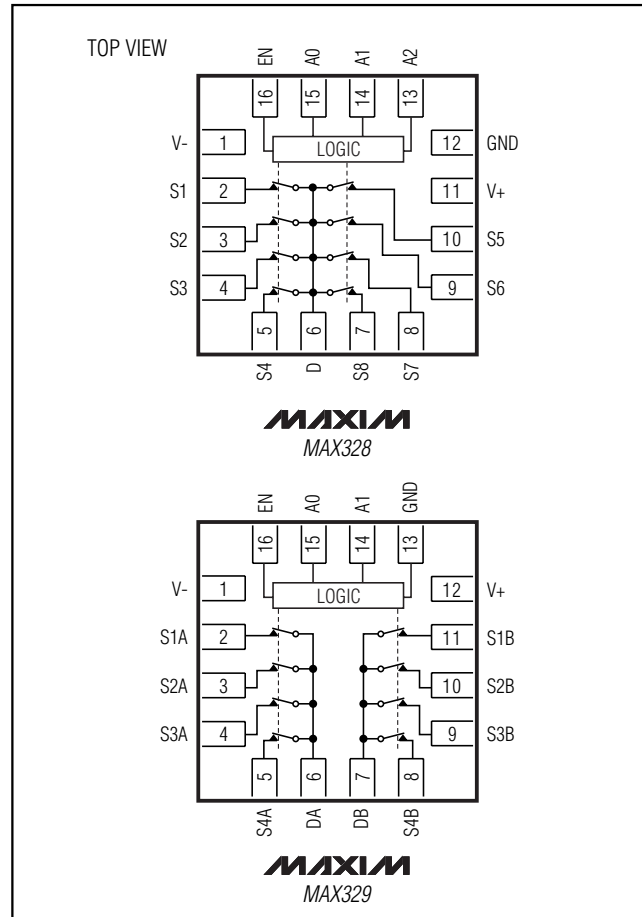 TOP VIEW
EN A0 A1 A2
16 15 14 13
V- 1 LOGIC 12 GND
S1 2 11 V+
S2 3 10 S5
S3 4 9 S6
5 6 7 8
S4 D S8 S7
MAXIM
MAX328
EN A0 A1 GND
16 15 14 13
V- 1 LOGIC 12 V+
S1A 2 11 S1B
S2A 3 10 S2B
S3A 4 9 S3B
5 6 7 8
S4A DA DB S4B
MAXIM
MAX329